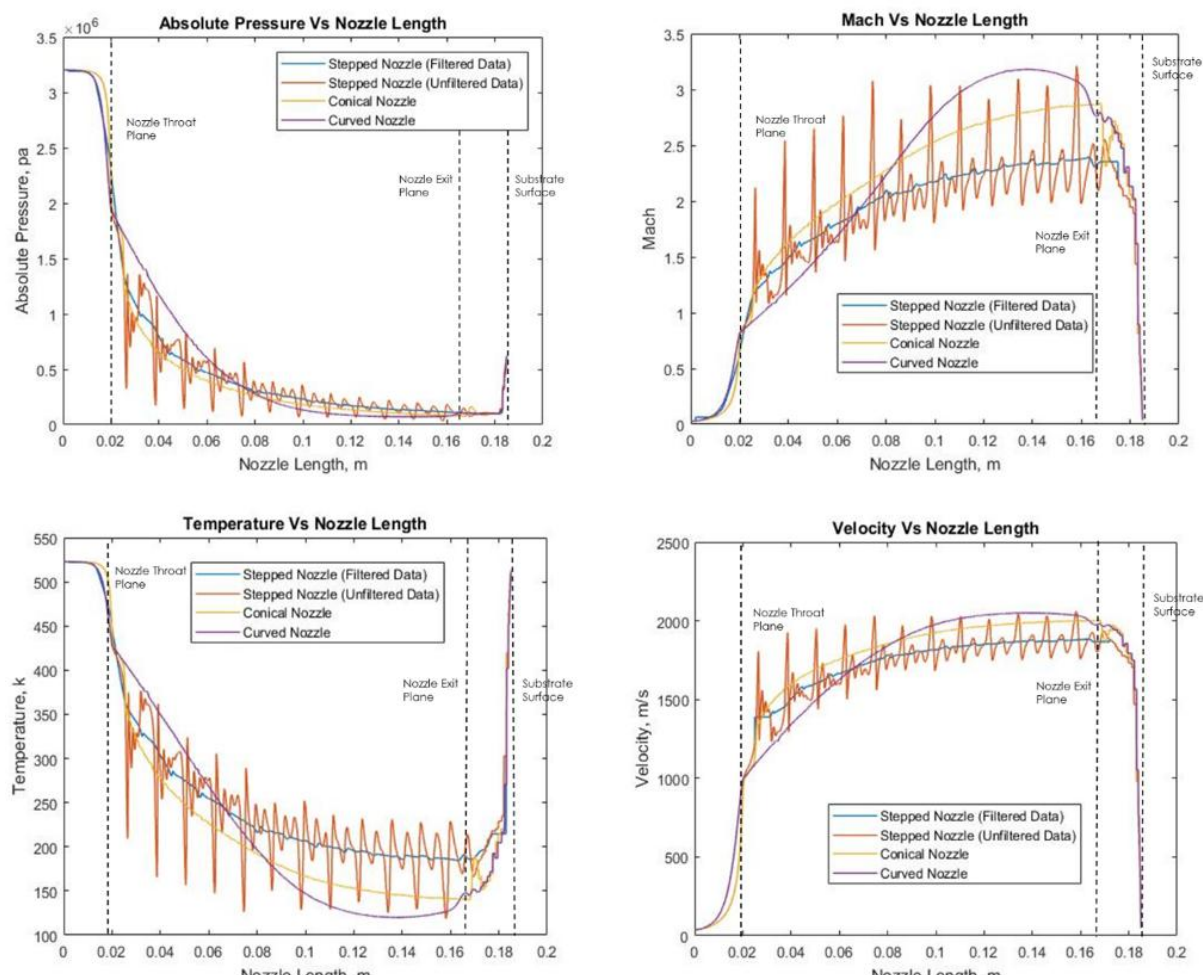 Absolute Pressure Vs Nozzle Length
× 10⁶
3.5
3
2.5
2
1.5
1
0.5
0
Absolute Pressure, pa
Stepped Nozzle (Filtered Data)
Stepped Nozzle (Unfiltered Data)
Conical Nozzle
Curved Nozzle
Nozzle Throat
Plane
Nozzle Exit
Plane
Substrate
Surface
0 0.02 0.04 0.06 0.08 0.1 0.12 0.14 0.16 0.18 0.2
Nozzle Length, m
Mach Vs Nozzle Length
3.5
3
2.5
2
1.5
1
0.5
0
Mach
Substrate
Surface
Nozzle Throat
Plane
Nozzle Exit
Plane
Stepped Nozzle (Filtered Data)
Stepped Nozzle (Unfiltered Data)
Conical Nozzle
Curved Nozzle
0 0.02 0.04 0.06 0.08 0.1 0.12 0.14 0.16 0.18 0.2
Nozzle Length, m
Temperature Vs Nozzle Length
550
500
450
400
350
300
250
200
150
100
Temperature, k
Nozzle Throat
Plane
Stepped Nozzle (Filtered Data)
Stepped Nozzle (Unfiltered Data)
Conical Nozzle
Curved Nozzle
Nozzle Exit
Plane
Substrate
Surface
0 0.02 0.04 0.06 0.08 0.1 0.12 0.14 0.16 0.18 0.2
Nozzle Length, m
Velocity Vs Nozzle Length
2500
2000
1500
1000
500
0
Velocity, m/s
Substrate
Surface
Nozzle Throat
Plane
Nozzle Exit
Plane
Stepped Nozzle (Filtered Data)
Stepped Nozzle (Unfiltered Data)
Conical Nozzle
Curved Nozzle
0 0.02 0.04 0.06 0.08 0.1 0.12 0.14 0.16 0.18 0.2
Nozzle Length, m